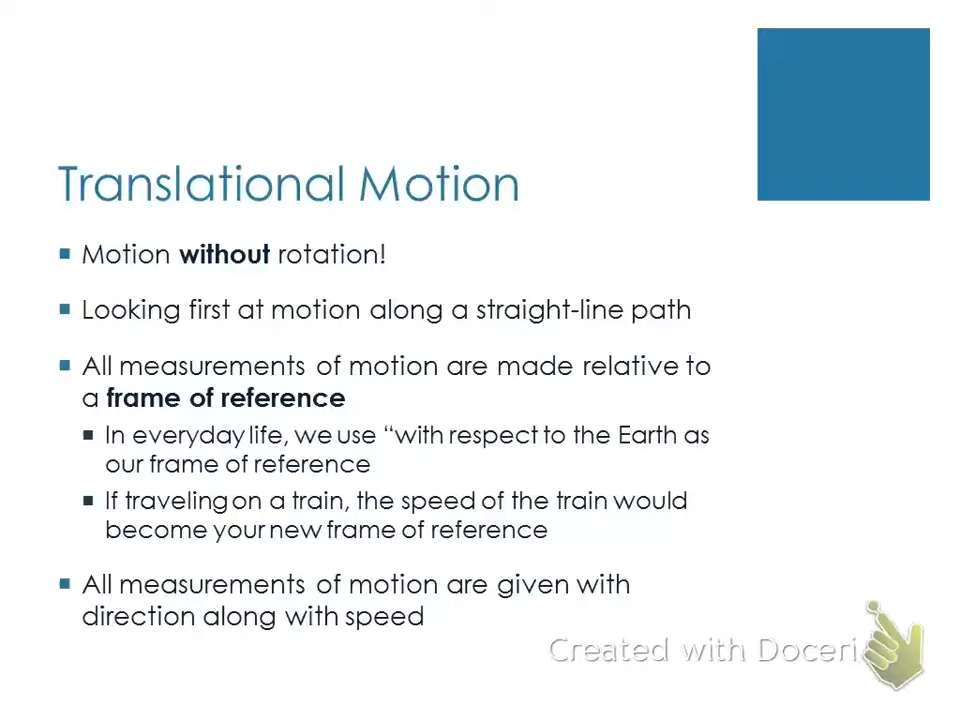 Translational Motion
Motion without rotation!
Looking first at motion along a straight-line path
All measurements of motion are made relative to
a frame of reference
In everyday life, we use “with respect to the Earth as
our frame of reference
If traveling on a train, the speed of the train would
become your new frame of reference
All measurements of motion are given with
direction along with speed
Created with Doceri